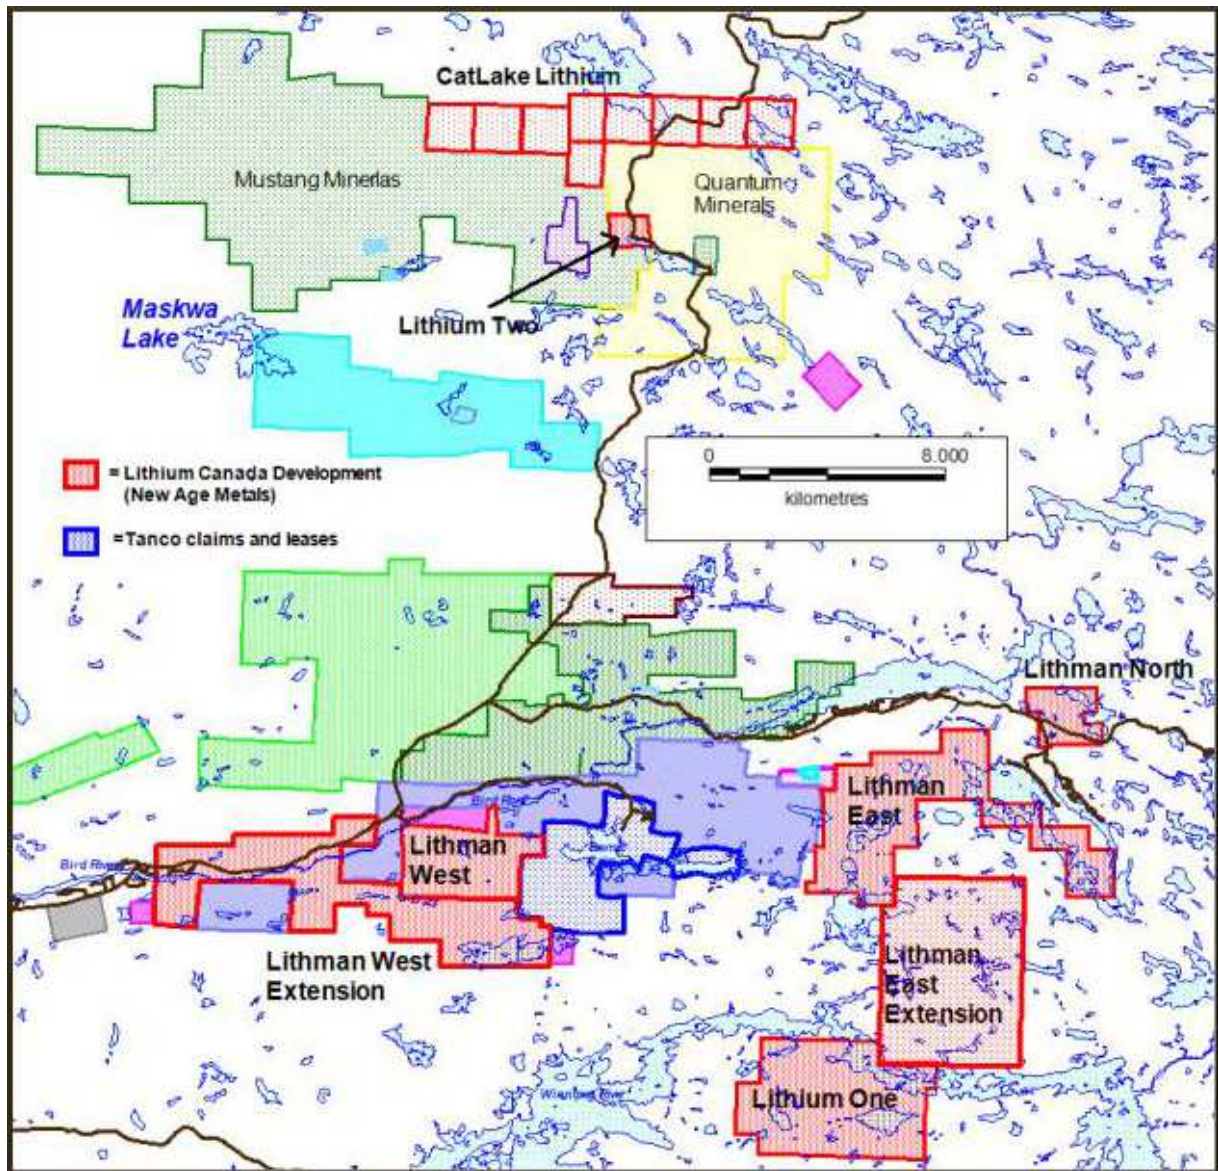 CatLake Lithium
Mustang Minerlas
Quantum
Minerals
Maskwa
Lake
Lithium Two
0 8.000
kilometres
= Lithium Canada Development
(New Age Metals)
=Tanco claims and leases
Lithman North
Lithman
East
Lithman
West
Bird River
Lithman West
Extension
Lithman
East
Extension
Lithium One